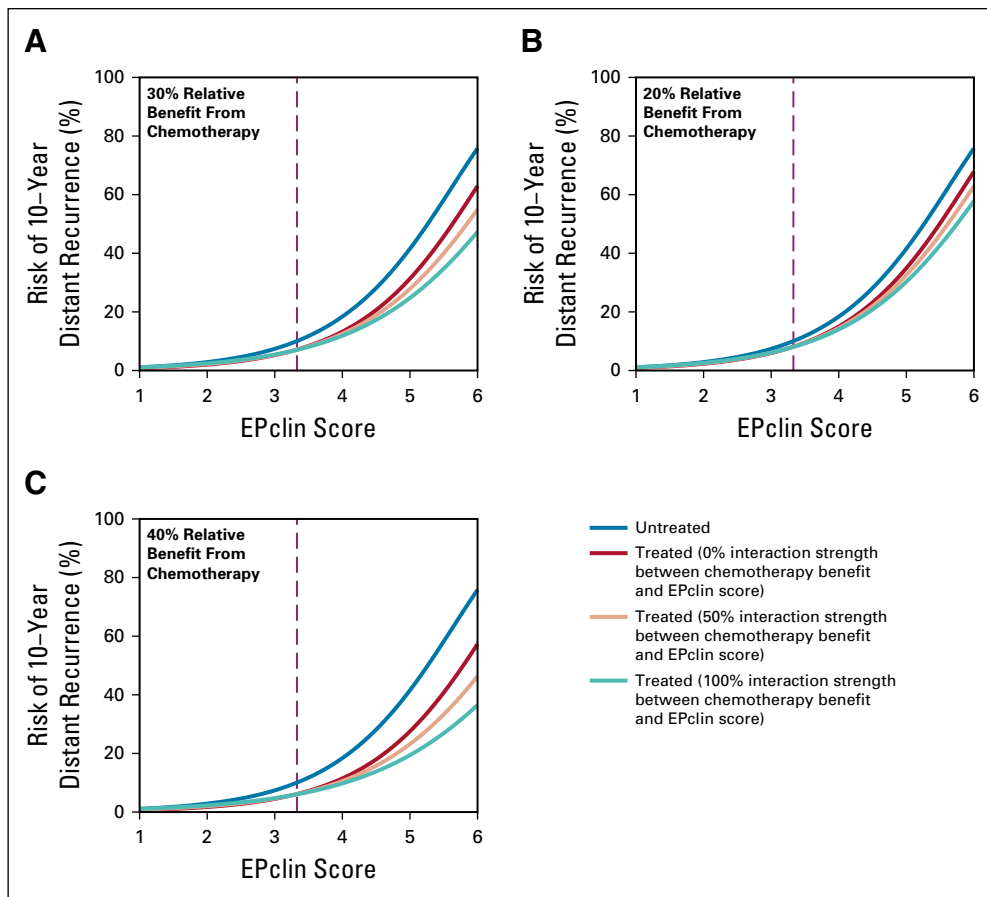 A
30% Relative
Benefit From
Chemotherapy
Risk of 10–Year
Distant Recurrence (%)
100
80
60
40
20
0
1 2 3 4 5 6
EPclin Score
B
20% Relative
Benefit From
Chemotherapy
Risk of 10–Year
Distant Recurrence (%)
100
80
60
40
20
0
1 2 3 4 5 6
EPclin Score
C
40% Relative
Benefit From
Chemotherapy
Risk of 10–Year
Distant Recurrence (%)
100
80
60
40
20
0
1 2 3 4 5 6
EPclin Score
Untreated
Treated (0% interaction strength
between chemotherapy benefit
and EPclin score)
Treated (50% interaction strength
between chemotherapy benefit
and EPclin score)
Treated (100% interaction strength
between chemotherapy benefit
and EPclin score)